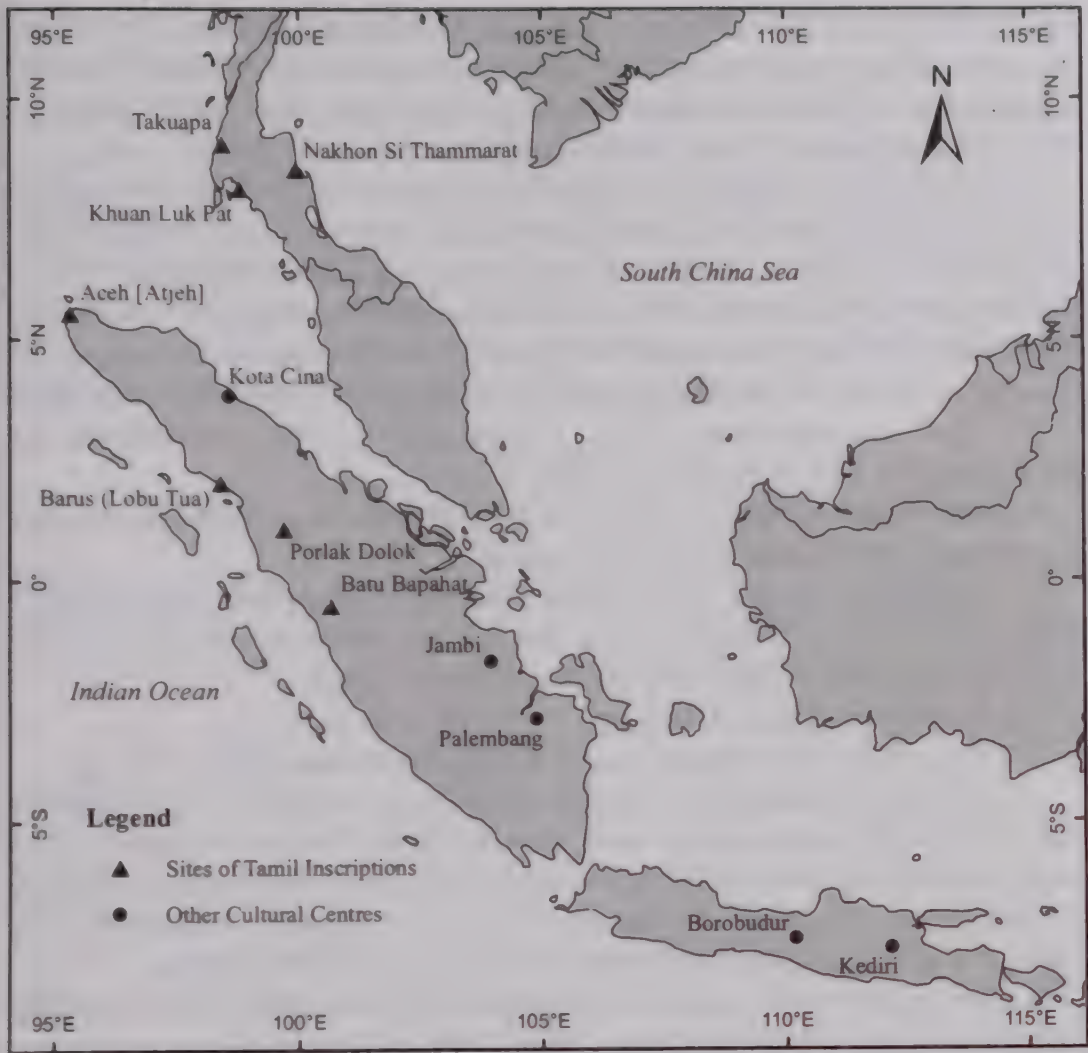 95°E 100°E 105°E 110°E 115°E
N
10°N 10°N
Takuapa
Nakhon Si Thammarat
Khuan Luk Pat
South China Sea
Aceh [Atjeh]
5°N 5°N
Kota Cina
Barus (Lobu Tua)
Porlak Dolok
0° 0°
Batu Bapahat
Jambi
Indian Ocean
Palembang
5°S 5°S
Legend
Sites of Tamil Inscriptions
Other Cultural Centres
Borobudur
Kediri
95°E 100°E 105°E 110°E 115°E